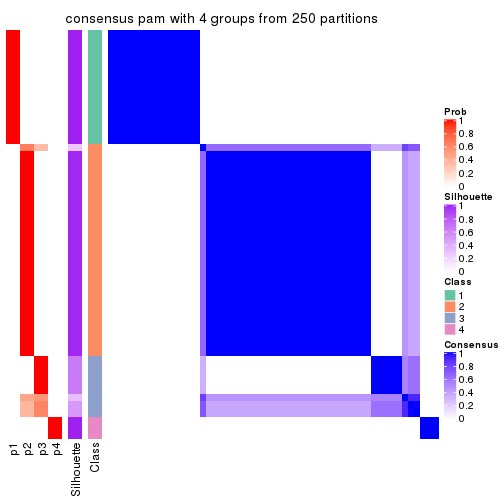 consensus pam with 4 groups from 250 partitions
Prob
1
0.8
0.6
0.4
0.2
0
Silhouette
1
0.8
0.6
0.4
0.2
0
Class
1
2
3
4
Consensus
1
0.8
0.6
0.4
0.2
0
p1
p2
p3
p4
Silhouette
Class